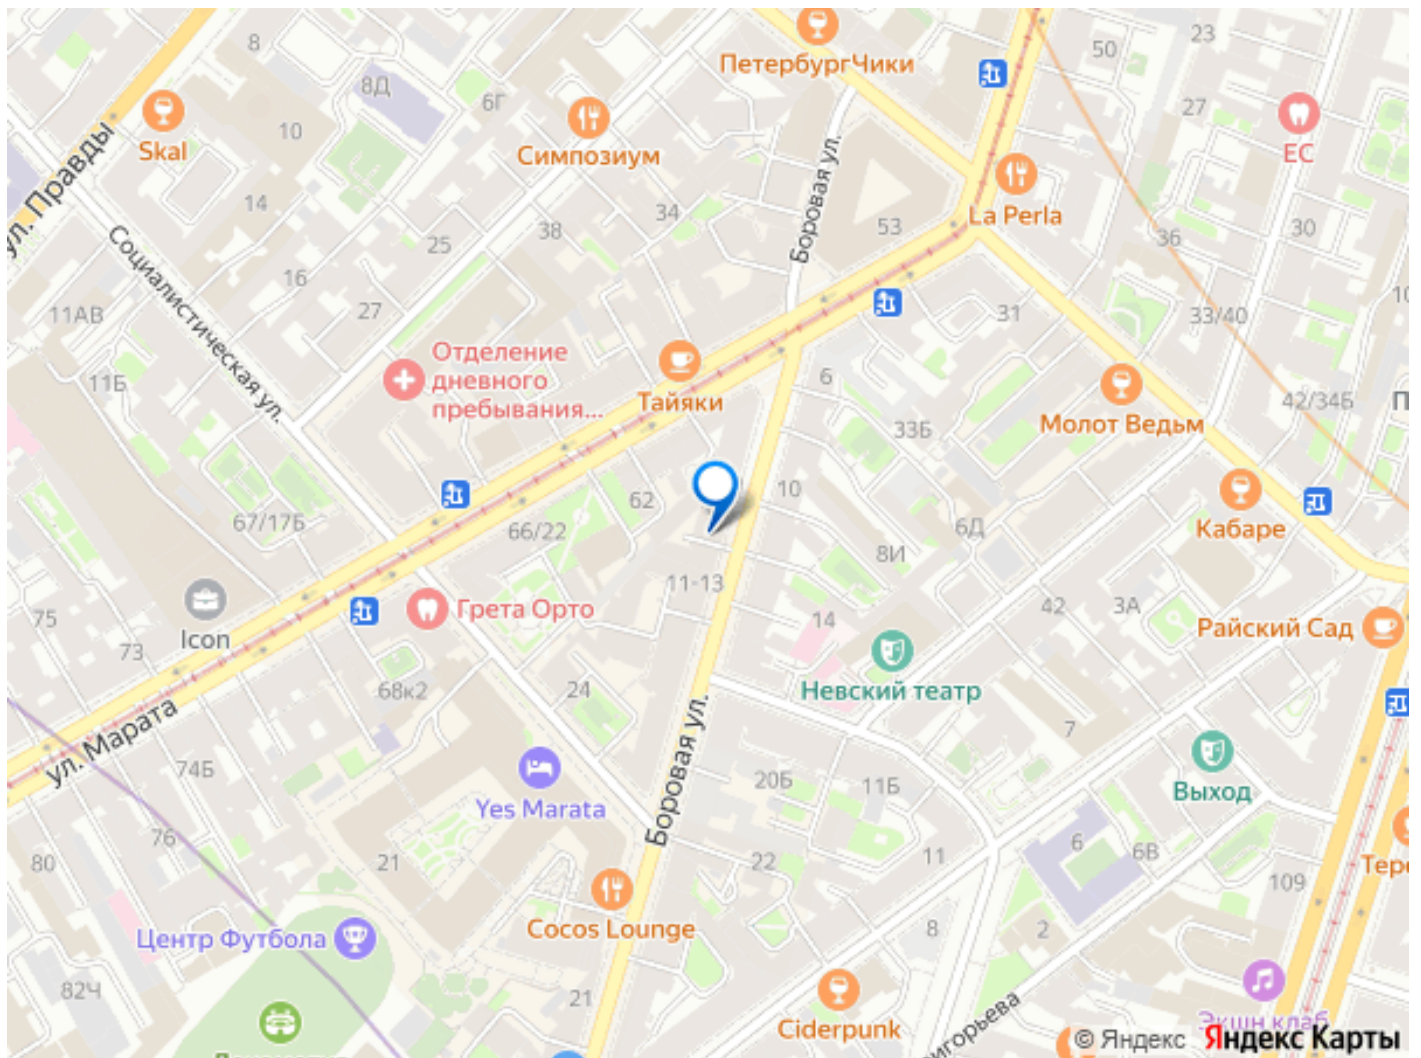 8
50
23
ПетербургЧики
8Д
6Г
27
10
Skal
Симпозиум
ЕС
ул. Правды
Боровая ул.
La Perla
14
34
53
38
25
36
30
Социалистическая ул.
16
11АВ
27
31
33/40
Отделение
дневного
пребывания...
11Б
Тайяки
6
42/34Б
Молот Ведьм
33Б
10
62
67/17Б
66/22
6Д
Кабаре
8И
11-13
42
3А
75
Icon
Грета Орто
14
Райский Сад
73
68к2
24
Невский театр
ул. Марата
7
74Б
Yes Marata
Боровая ул.
20Б
11Б
Выход
76
80
21
22
11
6
6В
109
Тере
Центр Футбола
Cocos Lounge
8
2
82Ч
21
Ciderpunk
игорьева
Экшн клаб
© Яндекс Яндекс Карты